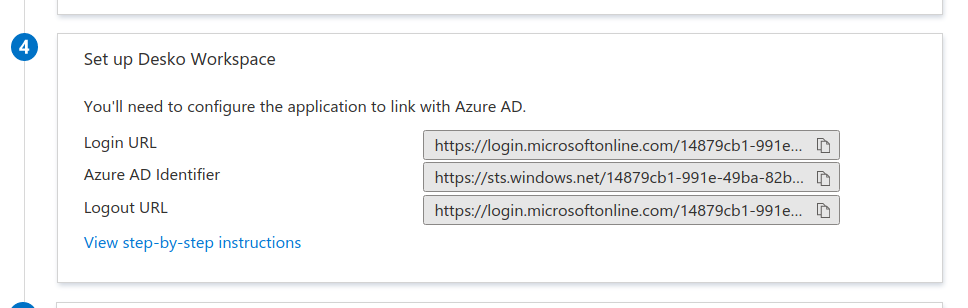 4
Set up Desko Workspace
You'll need to configure the application to link with Azure AD.
Login URL
https://login.microsoftonline.com/14879cb1-991e...
Azure AD Identifier
https://sts.windows.net/14879cb1-991e-49ba-82b...
Logout URL
https://login.microsoftonline.com/14879cb1-991e...
View step-by-step instructions